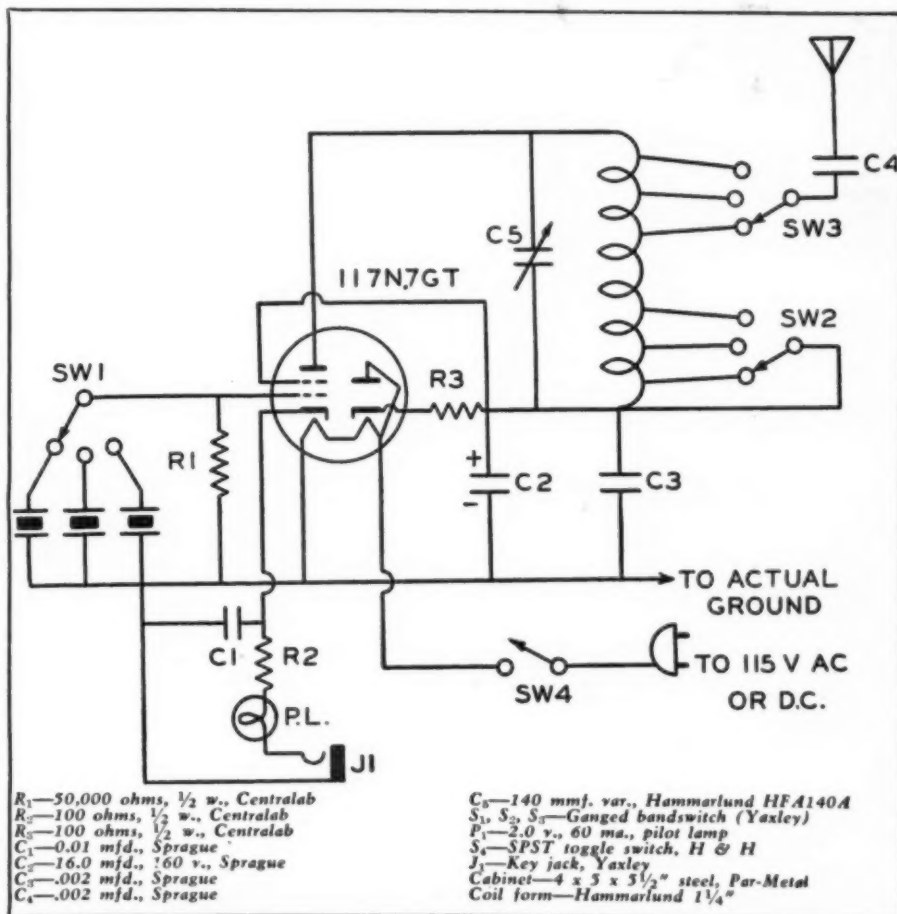 C4
SW3
C5
117N7GT
SW2
SW1
R3
R1
+
C2
-
C3
TO ACTUAL
GROUND
C1
R2
SW4
TO 115 V AC
OR D.C.
P.L.
J1
R₁—50,000 ohms, ½ w., Centralab
R₂—100 ohms, ½ w., Centralab
R₃—100 ohms, ½ w., Centralab
C₁—0.01 mfd., Sprague
C₂—16.0 mfd., 160 v., Sprague
C₃—.002 mfd., Sprague
C₄—.002 mfd., Sprague
C₅—140 mmf. var., Hammarlund HFA140A
S₁, S₂, S₃—Ganged bandswitch (Yaxley)
P₁—2.0 v., 60 ma., pilot lamp
S₄—SPST toggle switch, H & H
J₁—Key jack, Yaxley
Cabinet—4 x 5 x 5½" steel, Par-Metal
Coil form—Hammarlund 1¼"